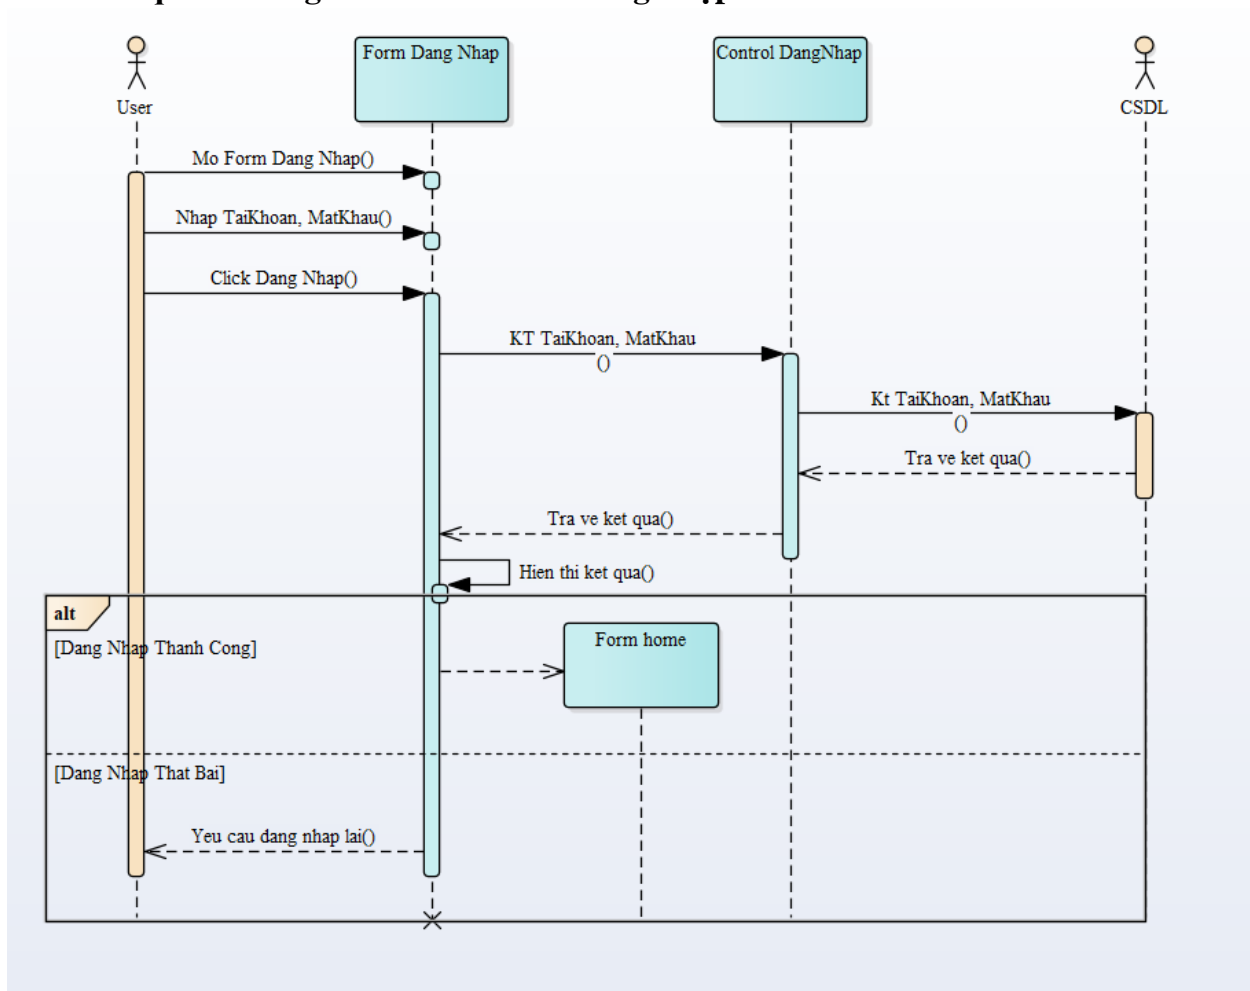 User
Form Dang Nhap
Control DangNhap
CSDL
Mo Form Dang Nhap()
Nhap TaiKhoan, MatKhau()
Click Dang Nhap()
KT TaiKhoan, MatKhau
()
Kt TaiKhoan, MatKhau
()
Tra ve ket qua()
Tra ve ket qua()
Hien thi ket qua()
alt
[Dang Nhap Thanh Cong]
Form home
[Dang Nhap That Bai]
Yeu cau dang nhap lai()